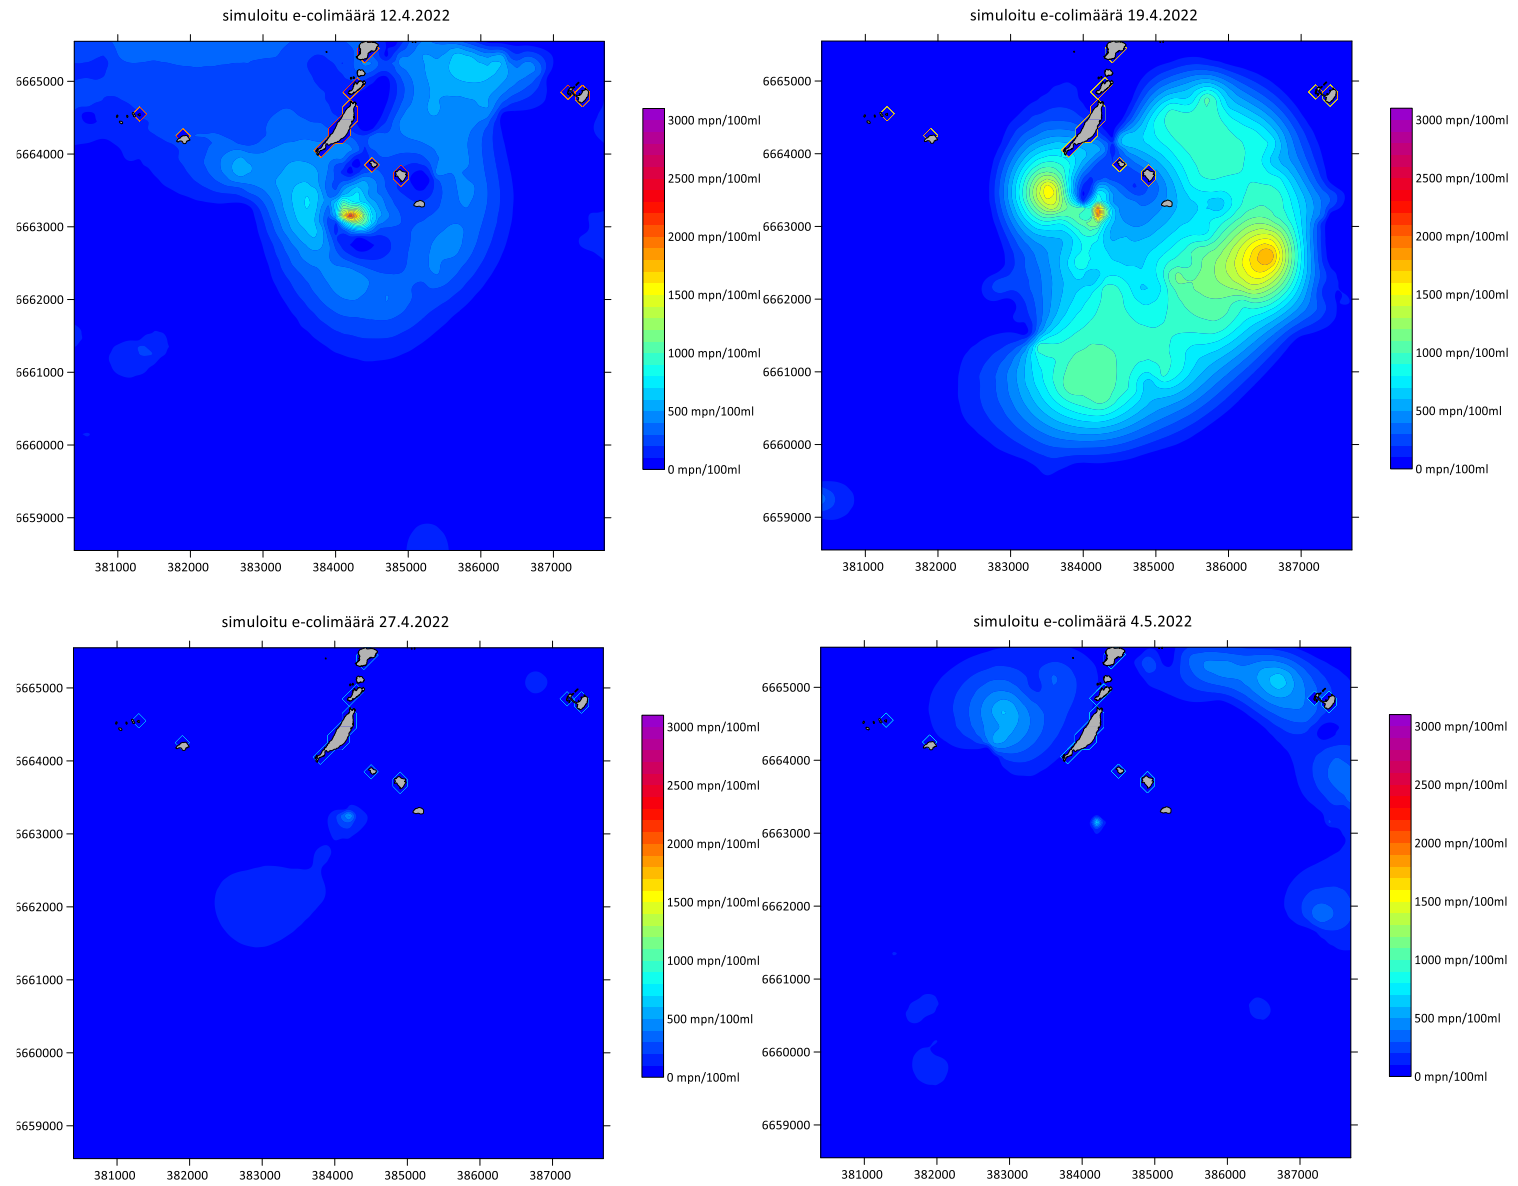 simuloitu e-colimäärä 12.4.2022
6665000
6664000
6663000
6662000
6661000
6660000
6659000
381000 382000 383000 384000 385000 386000 387000
3000 mpn/100ml
2500 mpn/100ml
2000 mpn/100ml
1500 mpn/100ml
1000 mpn/100ml
500 mpn/100ml
0 mpn/100ml
simuloitu e-colimäärä 19.4.2022
6665000
6664000
6663000
6662000
6661000
6660000
6659000
381000 382000 383000 384000 385000 386000 387000
3000 mpn/100ml
2500 mpn/100ml
2000 mpn/100ml
1500 mpn/100ml
1000 mpn/100ml
500 mpn/100ml
0 mpn/100ml
simuloitu e-colimäärä 27.4.2022
6665000
6664000
6663000
6662000
6661000
6660000
6659000
381000 382000 383000 384000 385000 386000 387000
3000 mpn/100ml
2500 mpn/100ml
2000 mpn/100ml
1500 mpn/100ml
1000 mpn/100ml
500 mpn/100ml
0 mpn/100ml
simuloitu e-colimäärä 4.5.2022
6665000
6664000
6663000
6662000
6661000
6660000
6659000
381000 382000 383000 384000 385000 386000 387000
3000 mpn/100ml
2500 mpn/100ml
2000 mpn/100ml
1500 mpn/100ml
1000 mpn/100ml
500 mpn/100ml
0 mpn/100ml